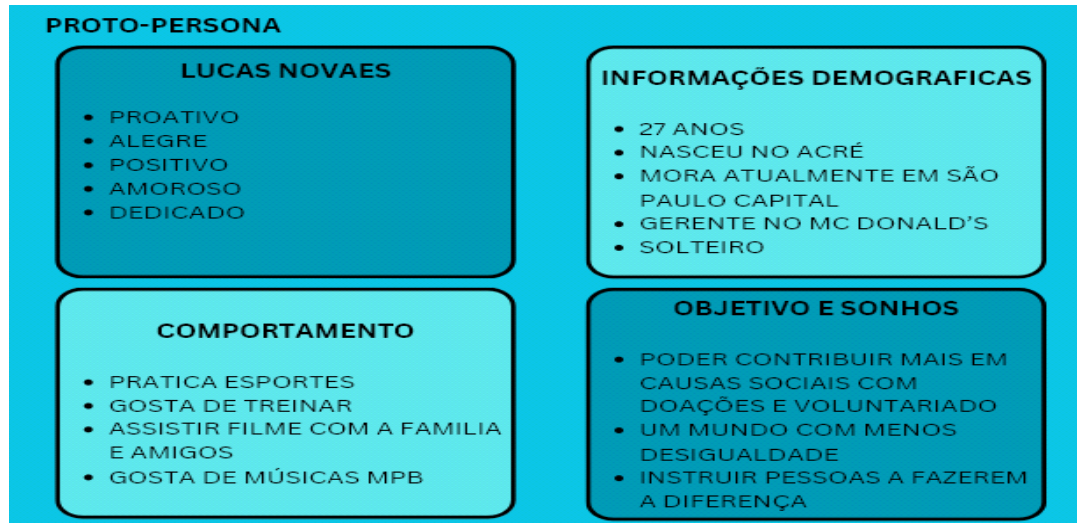 PROTO-PERSONA
LUCAS NOVAES
• PROATIVO
• ALEGRE
• POSITIVO
• AMOROSO
• DEDICADO
INFORMAÇÕES DEMOGRAFICAS
• 27 ANOS
• NASCEU NO ACRÉ
• MORA ATUALMENTE EM SÃO
PAULO CAPITAL
• GERENTE NO MC DONALD'S
• SOLTEIRO
COMPORTAMENTO
• PRATICA ESPORTES
• GOSTA DE TREINAR
• ASSISTIR FILME COM A FAMILIA
E AMIGOS
• GOSTA DE MÚSICAS MPB
OBJETIVO E SONHOS
• PODER CONTRIBUIR MAIS EM
CAUSAS SOCIAIS COM
DOAÇÕES E VOLUNTARIADO
• UM MUNDO COM MENOS
DESIGUALDADE
• INSTRUIR PESSOAS A FAZEREM
A DIFERENÇA